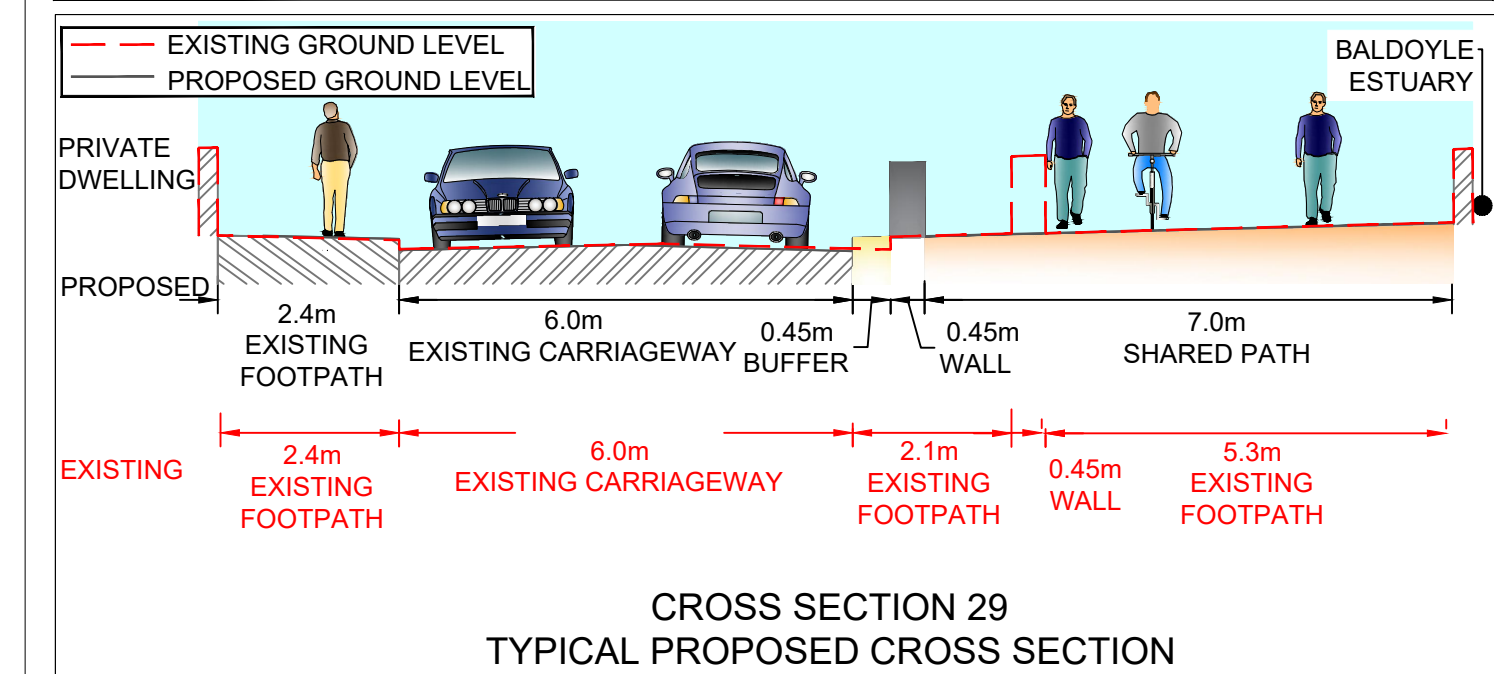 EXISTING GROUND LEVEL
PROPOSED GROUND LEVEL
BALDOYLE
ESTUARY
PRIVATE
DWELLING
PROPOSED
2.4m
EXISTING
FOOTPATH
6.0m
EXISTING CARRIAGEWAY
0.45m
BUFFER
0.45m
WALL
7.0m
SHARED PATH
EXISTING
2.4m
EXISTING
FOOTPATH
6.0m
EXISTING CARRIAGEWAY
2.1m
EXISTING
FOOTPATH
0.45m
WALL
5.3m
EXISTING
FOOTPATH
CROSS SECTION 29
TYPICAL PROPOSED CROSS SECTION